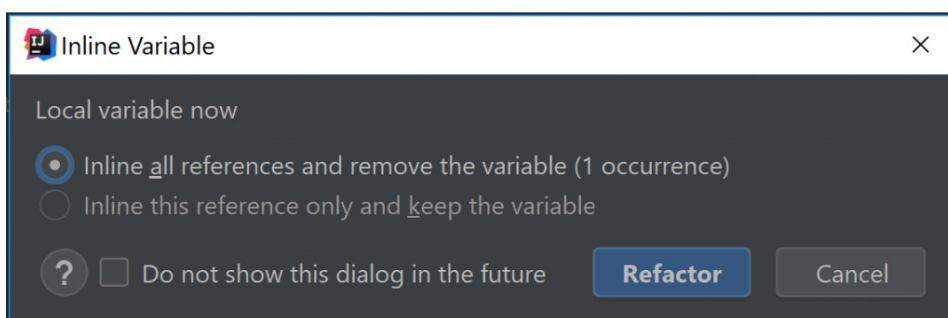 IJ
Inline Variable
Local variable now
Inline all references and remove the variable (1 occurrence)
Inline this reference only and keep the variable
? Do not show this dialog in the future Refactor Cancel